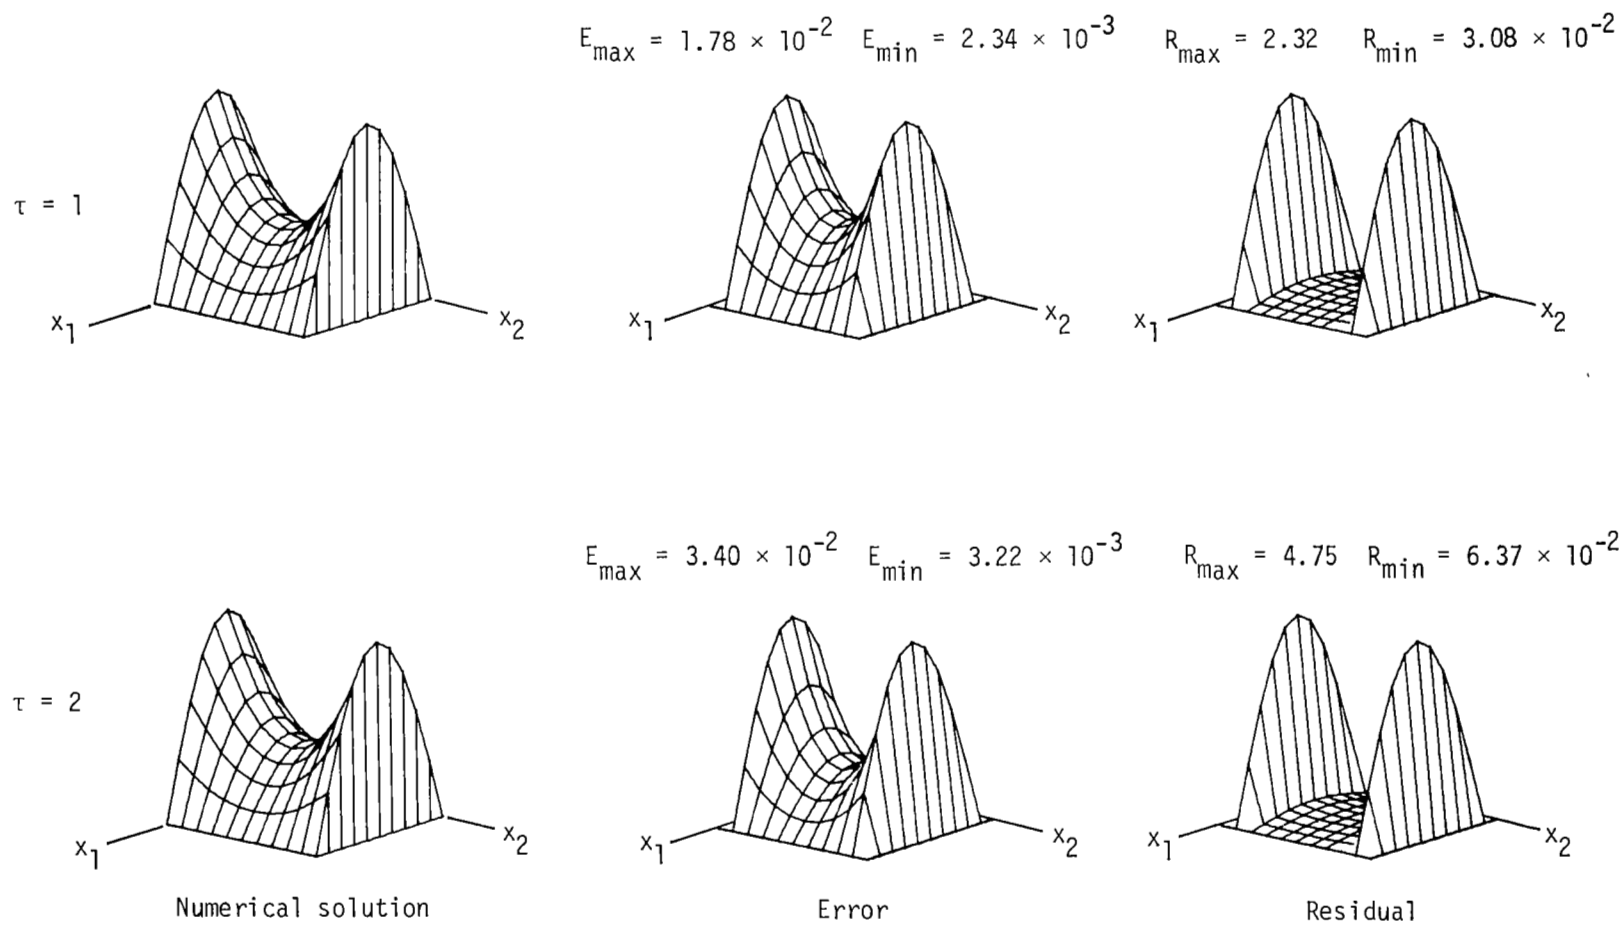 E_max = 1.78 × 10^-2 E_min = 2.34 × 10^-3 R_max = 2.32 R_min = 3.08 × 10^-2
τ = 1
x_1 x_2 x_1 x_2 x_1 x_2
E_max = 3.40 × 10^-2 E_min = 3.22 × 10^-3 R_max = 4.75 R_min = 6.37 × 10^-2
τ = 2
x_1 x_2 x_1 x_2 x_1 x_2
Numerical solution Error Residual